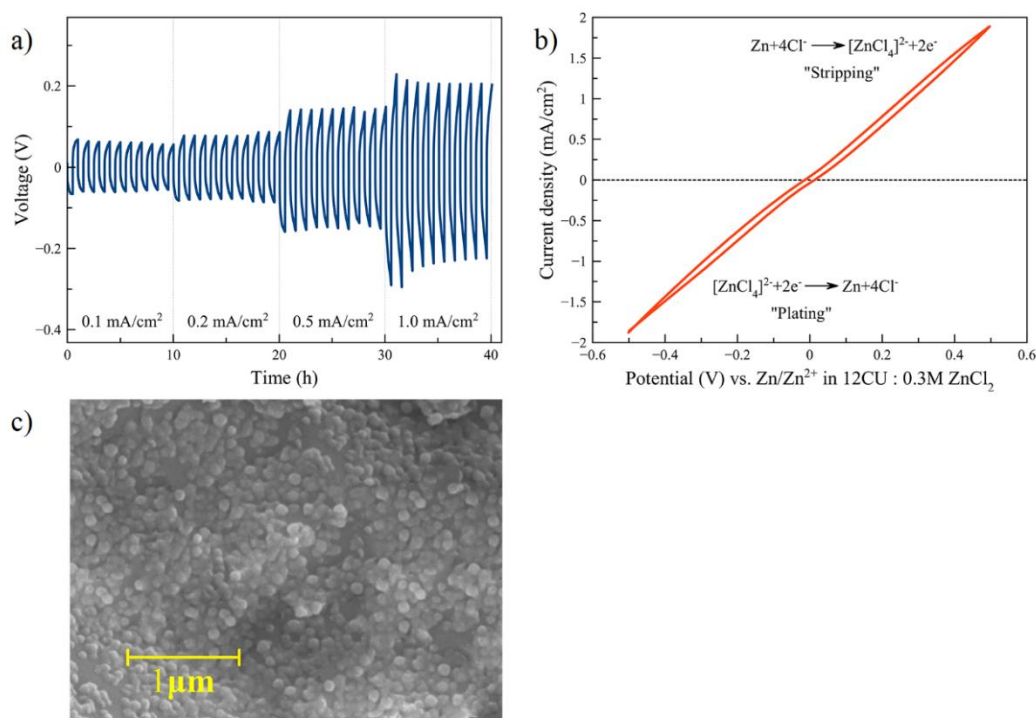 a)
Voltage (V)
0.2
0
−0.2
−0.4
0.1 mA/cm²
0.2 mA/cm²
0.5 mA/cm²
1.0 mA/cm²
0
10
20
30
40
Time (h)
b)
Current density (mA/cm²)
2
1.5
1
0.5
0
−0.5
−1
−1.5
−2
Zn+4Cl⁻ ⟶ [ZnCl₄]²⁻+2e⁻
"Stripping"
[ZnCl₄]²⁻+2e⁻ ⟶ Zn+4Cl⁻
"Plating"
−0.6
−0.4
−0.2
0
0.2
0.4
0.6
Potential (V) vs. Zn/Zn²⁺ in 12CU : 0.3M ZnCl₂
c)
1μm